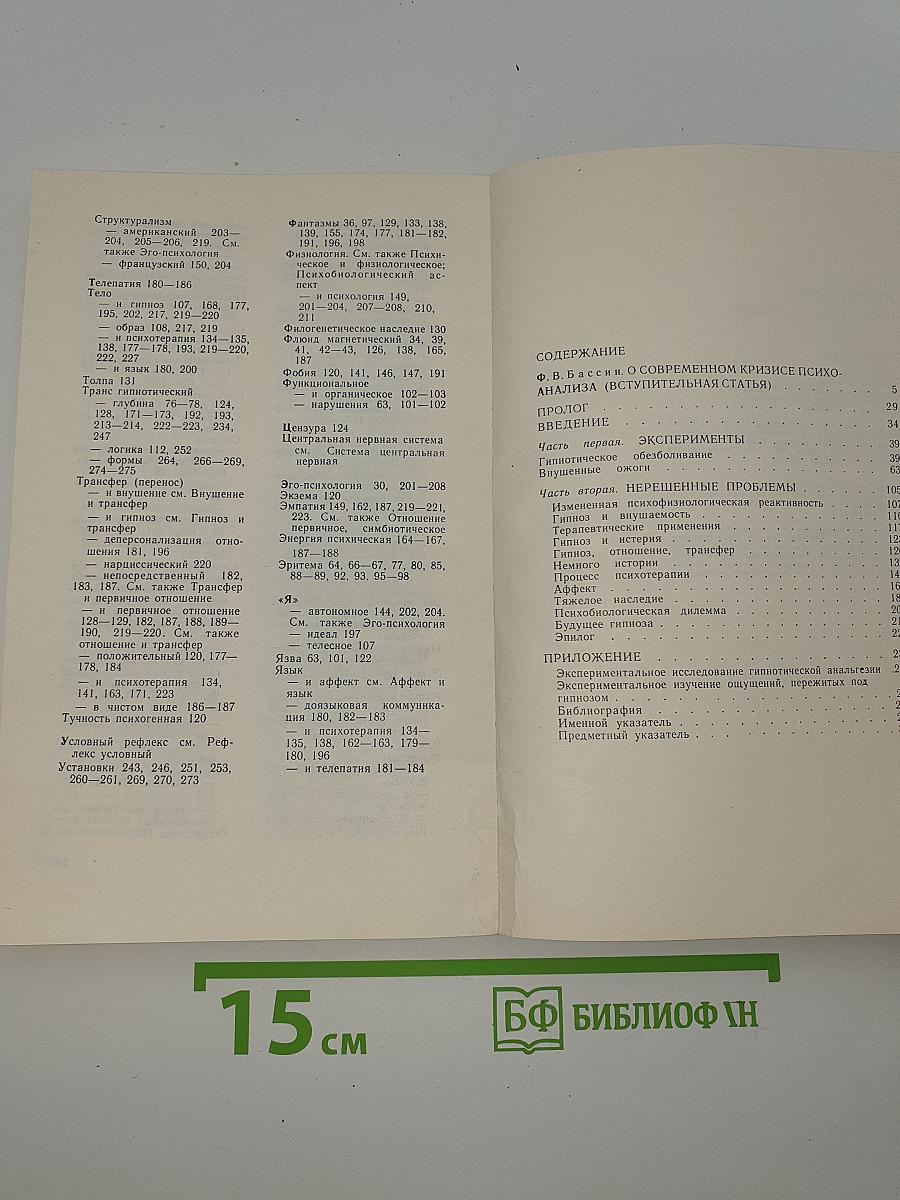 Структурализм
— американский 203—
204, 205—206, 219. См.
также Эго-психология
— французский 150, 204
Телепатия 180—186
Тело
— и гипноз 107, 168, 177,
195, 202, 217, 219—220
— образ 108, 217, 219
— и психотерапия 134—135,
138, 177—178, 193, 219—220,
222, 227
— и язык 180, 200
Толпа 131
Транс гипнотический
— глубина 76—78, 124,
128, 171—173, 192, 193,
213—214, 222—223, 234,
247
— логика 112, 252
— формы 264, 266—269,
274—275
Трансфер (перенос)
— и внушение см. Внушение
и трансфер
— и гипноз см. Гипноз и
трансфер
— деперсонализация отно-
шения 181, 196
— нарциссический 220
— непосредственный 182,
183, 187. См. также Трансфер
и первичное отношение
— и первичное отношение
128—129, 182, 187, 188, 189—
190, 219—220. См. также
отношение и трансфер
— положительный 120, 177—
178, 184
— и психотерапия 134,
141, 163, 171, 223
— в чистом виде 186—187
Тучность психогенная 120
Условный рефлекс см. Реф-
лекс условный
Установки 243, 246, 251, 253,
260—261, 269, 270, 273
Фантазмы 36, 97, 129, 133, 138,
139, 155, 174, 177, 181—182,
191, 196, 198
Физиология. См. также Психи-
ческое и физиологическое;
Психобиологический ас-
пект
— и психология 149,
201—204, 207—208, 210,
211
Филогенетическое наследие 130
Флюид магнетический 34, 39,
41, 42—43, 126, 138, 165,
187
Фобия 120, 141, 146, 147, 191
Функциональное
— и органическое 102—103
— нарушения 63, 101—102
Цензура 124
Центральная нервная система
см. Система центральная
нервная
Эго-психология 30, 201—208
Экзема 120
Эмпатия 149, 162, 187, 219—221,
223. См. также Отношение
первичное, симбиотическое
Энергия психическая 164—167,
187—188
Эритема 64, 66—67, 77, 80, 85,
88—89, 92, 93, 95—98
«Я»
— автономное 144, 202, 204.
См. также Эго-психология
— идеал 197
— телесное 107
Язва 63, 101, 122
Язык
— и аффект см. Аффект и
язык
— доязыковая коммуника-
ция 180, 182—183
— и психотерапия 134—
135, 138, 162—163, 179—
180, 196
— и телепатия 181—184
СОДЕРЖАНИЕ
Ф. В. Бассин. О СОВРЕМЕННОМ КРИЗИСЕ ПСИХО-
АНАЛИЗА (ВСТУПИТЕЛЬНАЯ СТАТЬЯ) . . . . . . . . 5
ПРОЛОГ . . . . . . . . 29
ВВЕДЕНИЕ . . . . . . . . 34
Часть первая. ЭКСПЕРИМЕНТЫ . . . . . . . . 39
Гипнотическое обезболивание . . . . . . . . 39
Внушенные ожоги . . . . . . . . 63
Часть вторая. НЕРЕШЕННЫЕ ПРОБЛЕМЫ . . . . . . . . 105
Измененная психофизиологическая реактивность . . . . . . 107
Гипноз и внушаемость . . . . . . . . 110
Терапевтические применения . . . . . . . . 117
Гипноз и истерия . . . . . . . .
Гипноз, отношение, трансфер . . . . . . . .
Немного истории . . . . . . . .
Процесс психотерапии . . . . . . . .
Аффект . . . . . . . .
Тяжелое наследие . . . . . . . .
Психобиологическая дилемма . . . . . . . .
Будущее гипноза . . . . . . . .
Эпилог . . . . . . . .
ПРИЛОЖЕНИЕ . . . . . . . .
Экспериментальное исследование гипнотической анальгезии
Экспериментальное изучение ощущений, пережитых под
гипнозом . . . . . . . .
Библиография . . . . . . . .
Именной указатель . . . . . . . .
Предметный указатель . . . . . . . .
15 см
БФ БИБЛИОФ\Н